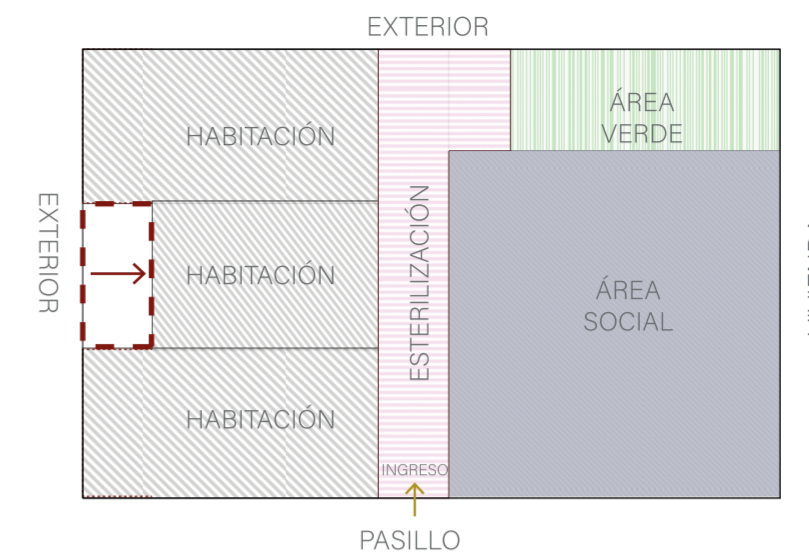 EXTERIOR
ÁREA
VERDE
HABITACIÓN
EXTERIOR
HABITACIÓN
ESTERILIZACIÓN
ÁREA
SOCIAL
HABITACIÓN
INGRESO
PASILLO